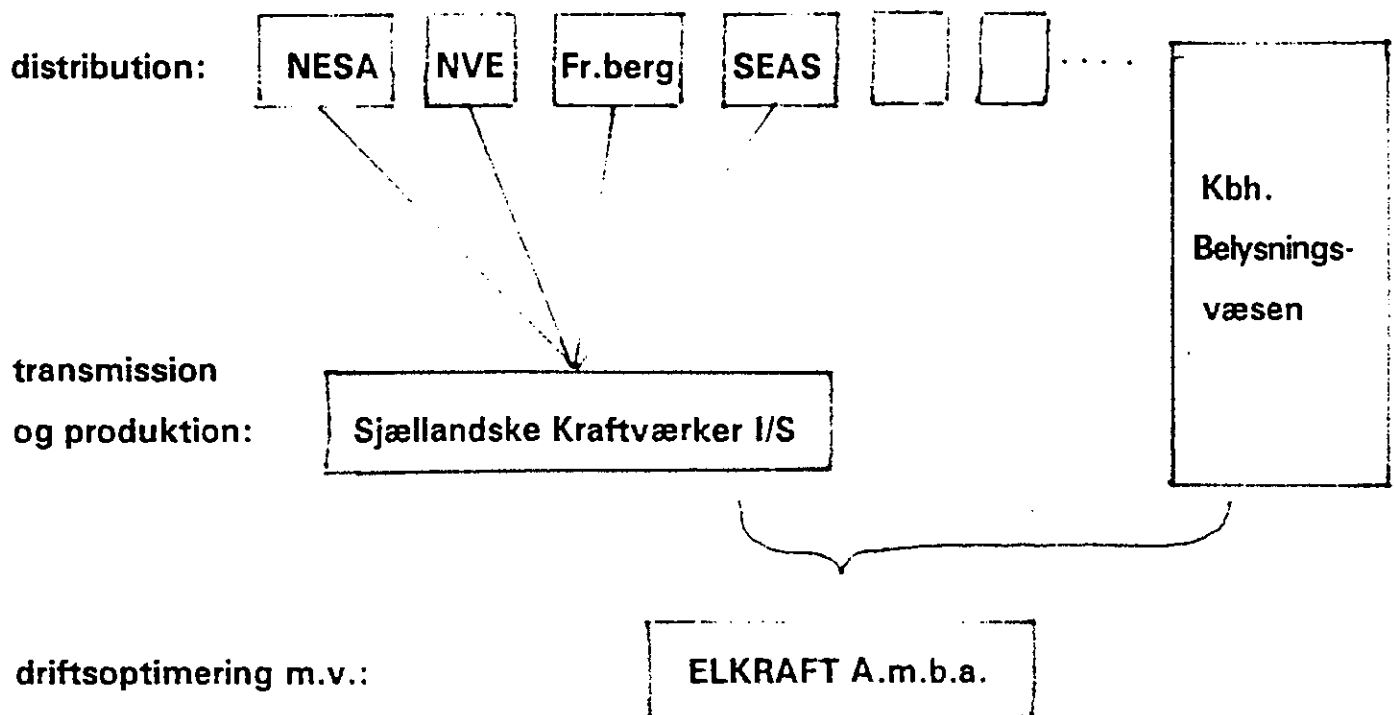 distribution: NESA NVE Fr.berg SEAS . . . .
Kbh.
Belysnings-
væsen
transmission
og produktion: Sjællandske Kraftværker I/S
driftsoptimering m.v.: ELKRAFT A.m.b.a.